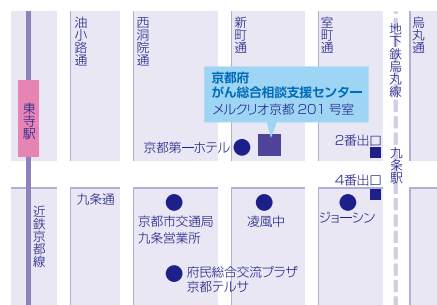 油小路通
西洞院通
新町通
室町通
地下鉄烏丸線
烏丸通
京都府
がん総合相談支援センター
メルクリオ京都 201 号室
東寺駅
京都第一ホテル
2番出口
九条駅
4番出口
近鉄京都線
九条通
京都市交通局
九条営業所
凌風中
ジョーシン
府民総合交流プラザ
京都テルサ